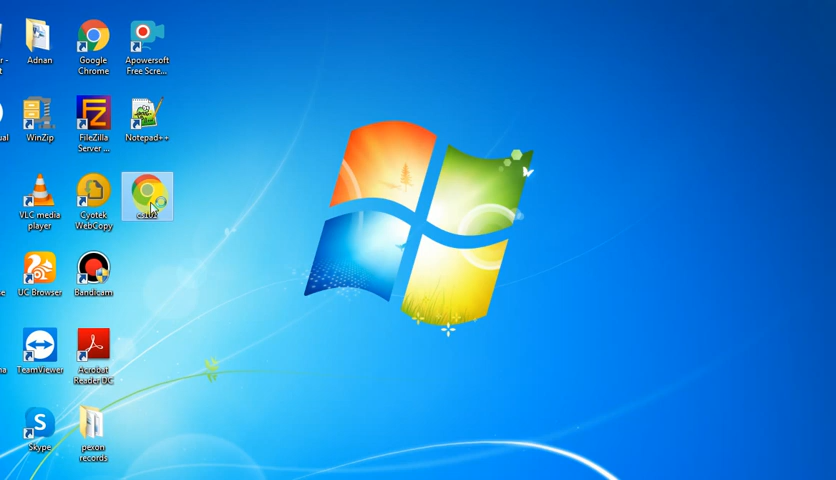 Adnan
Google
Chrome
Apowersoft
Free Scre...
WinZip
FileZilla
Server ...
Notepad++
VLC media
player
Cyotek
WebCopy
UC Browser
Bandicam
TeamViewer
Acrobat
Reader DC
Skype
pexon
records